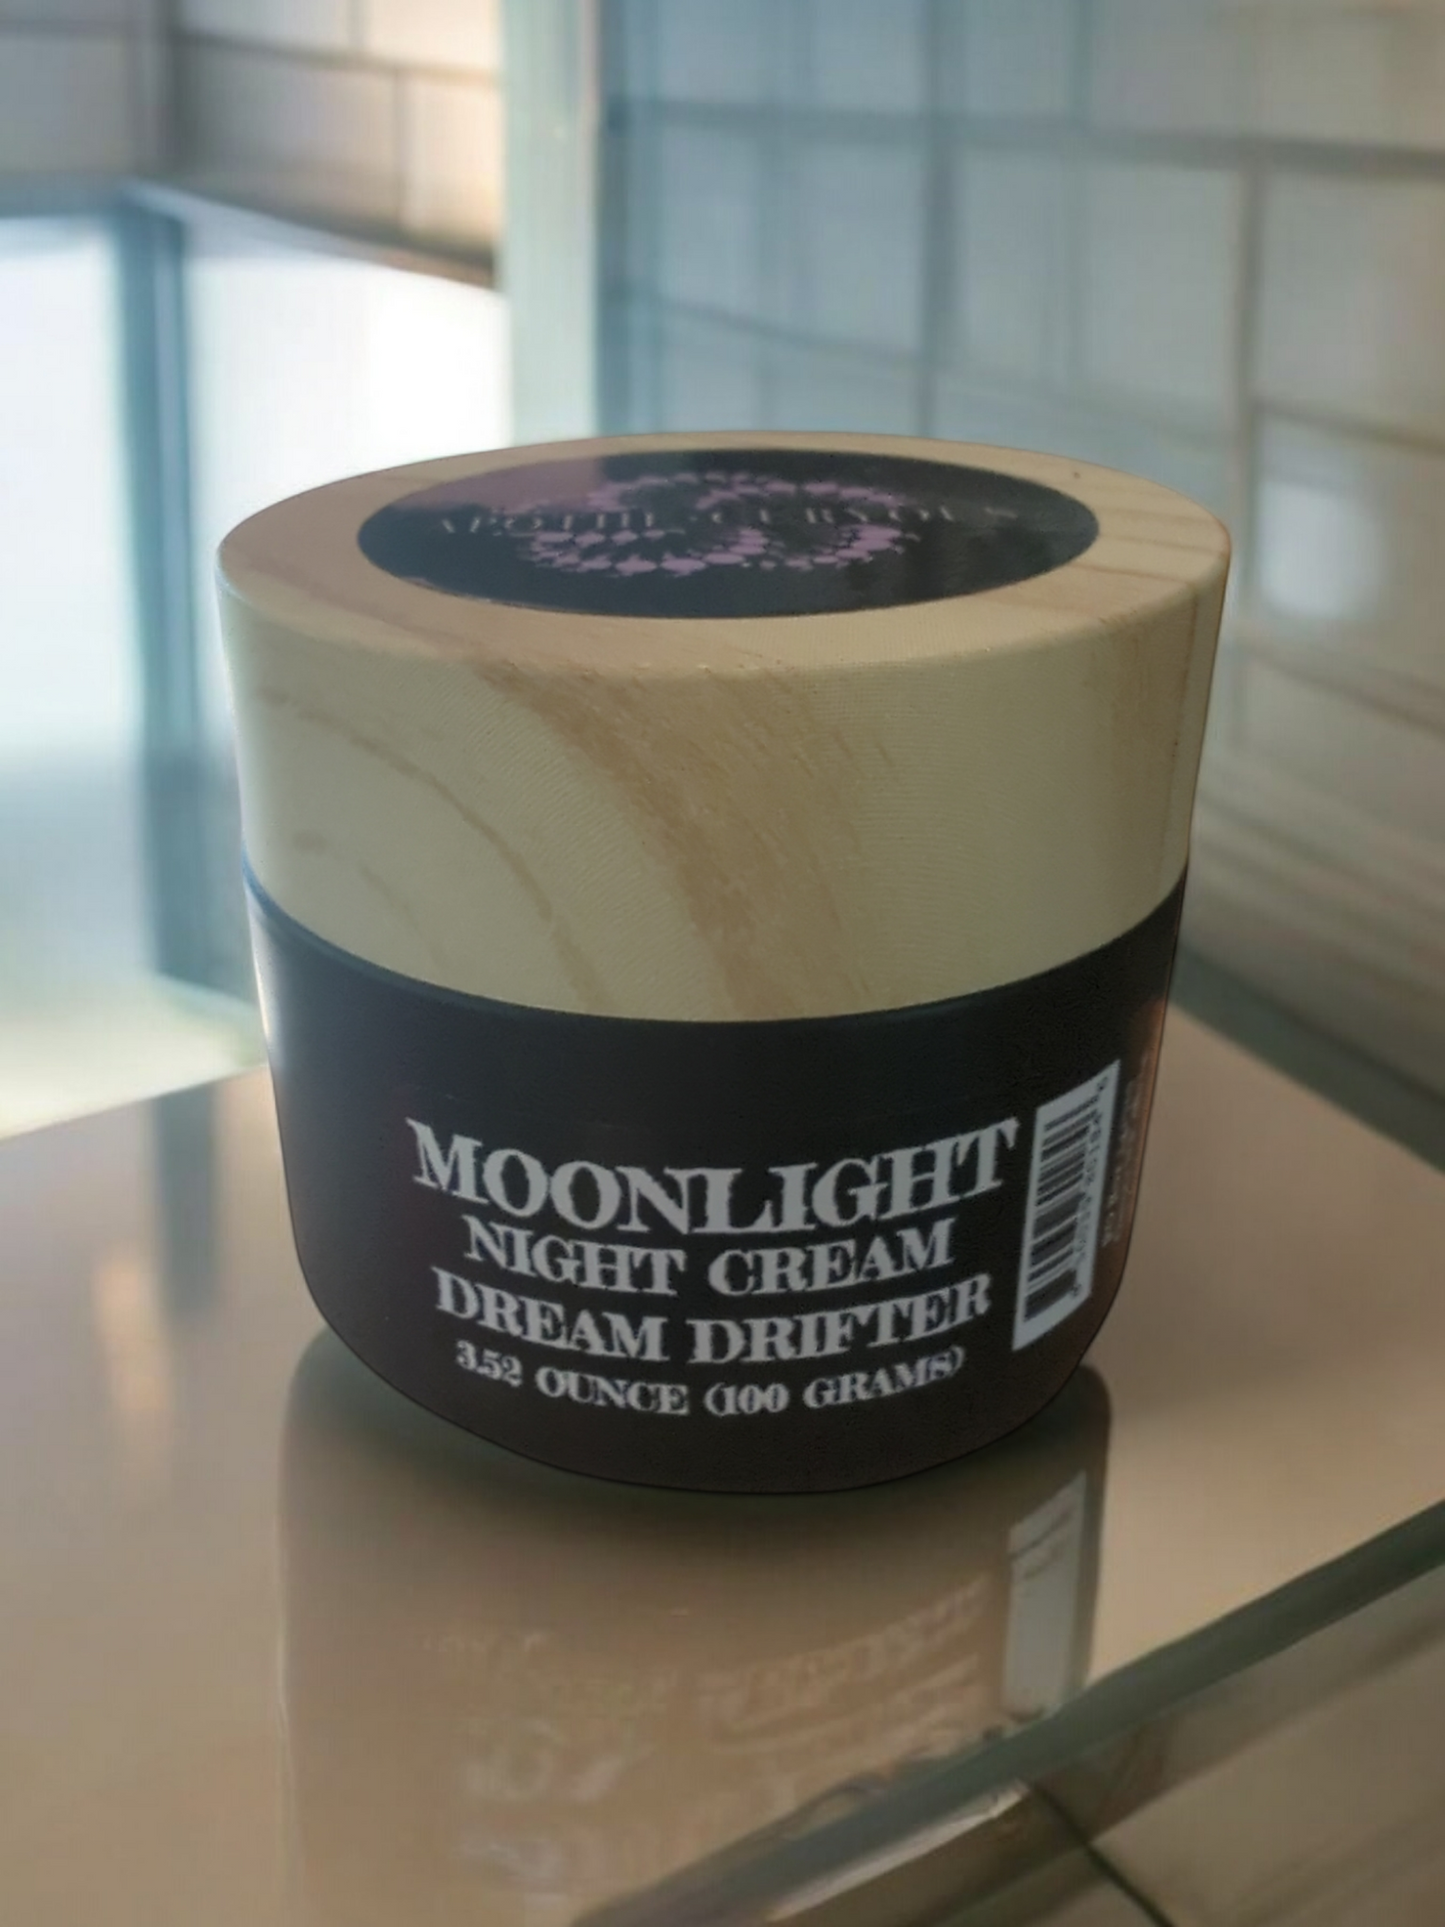 MOONLIGHT
NIGHT CREAM
DREAM DRIFTER
3.52 OUNCE (100 GRAMS)